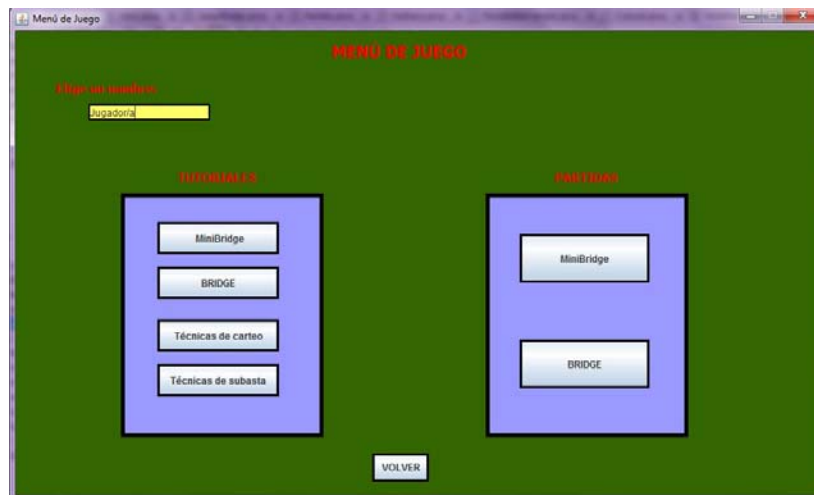 Menú de Juego
MENÚ DE JUEGO
Elige un nombre:
Jugador/a
TUTORIALES
PARTIDAS
MiniBridge
BRIDGE
Técnicas de carteo
Técnicas de subasta
MiniBridge
BRIDGE
VOLVER